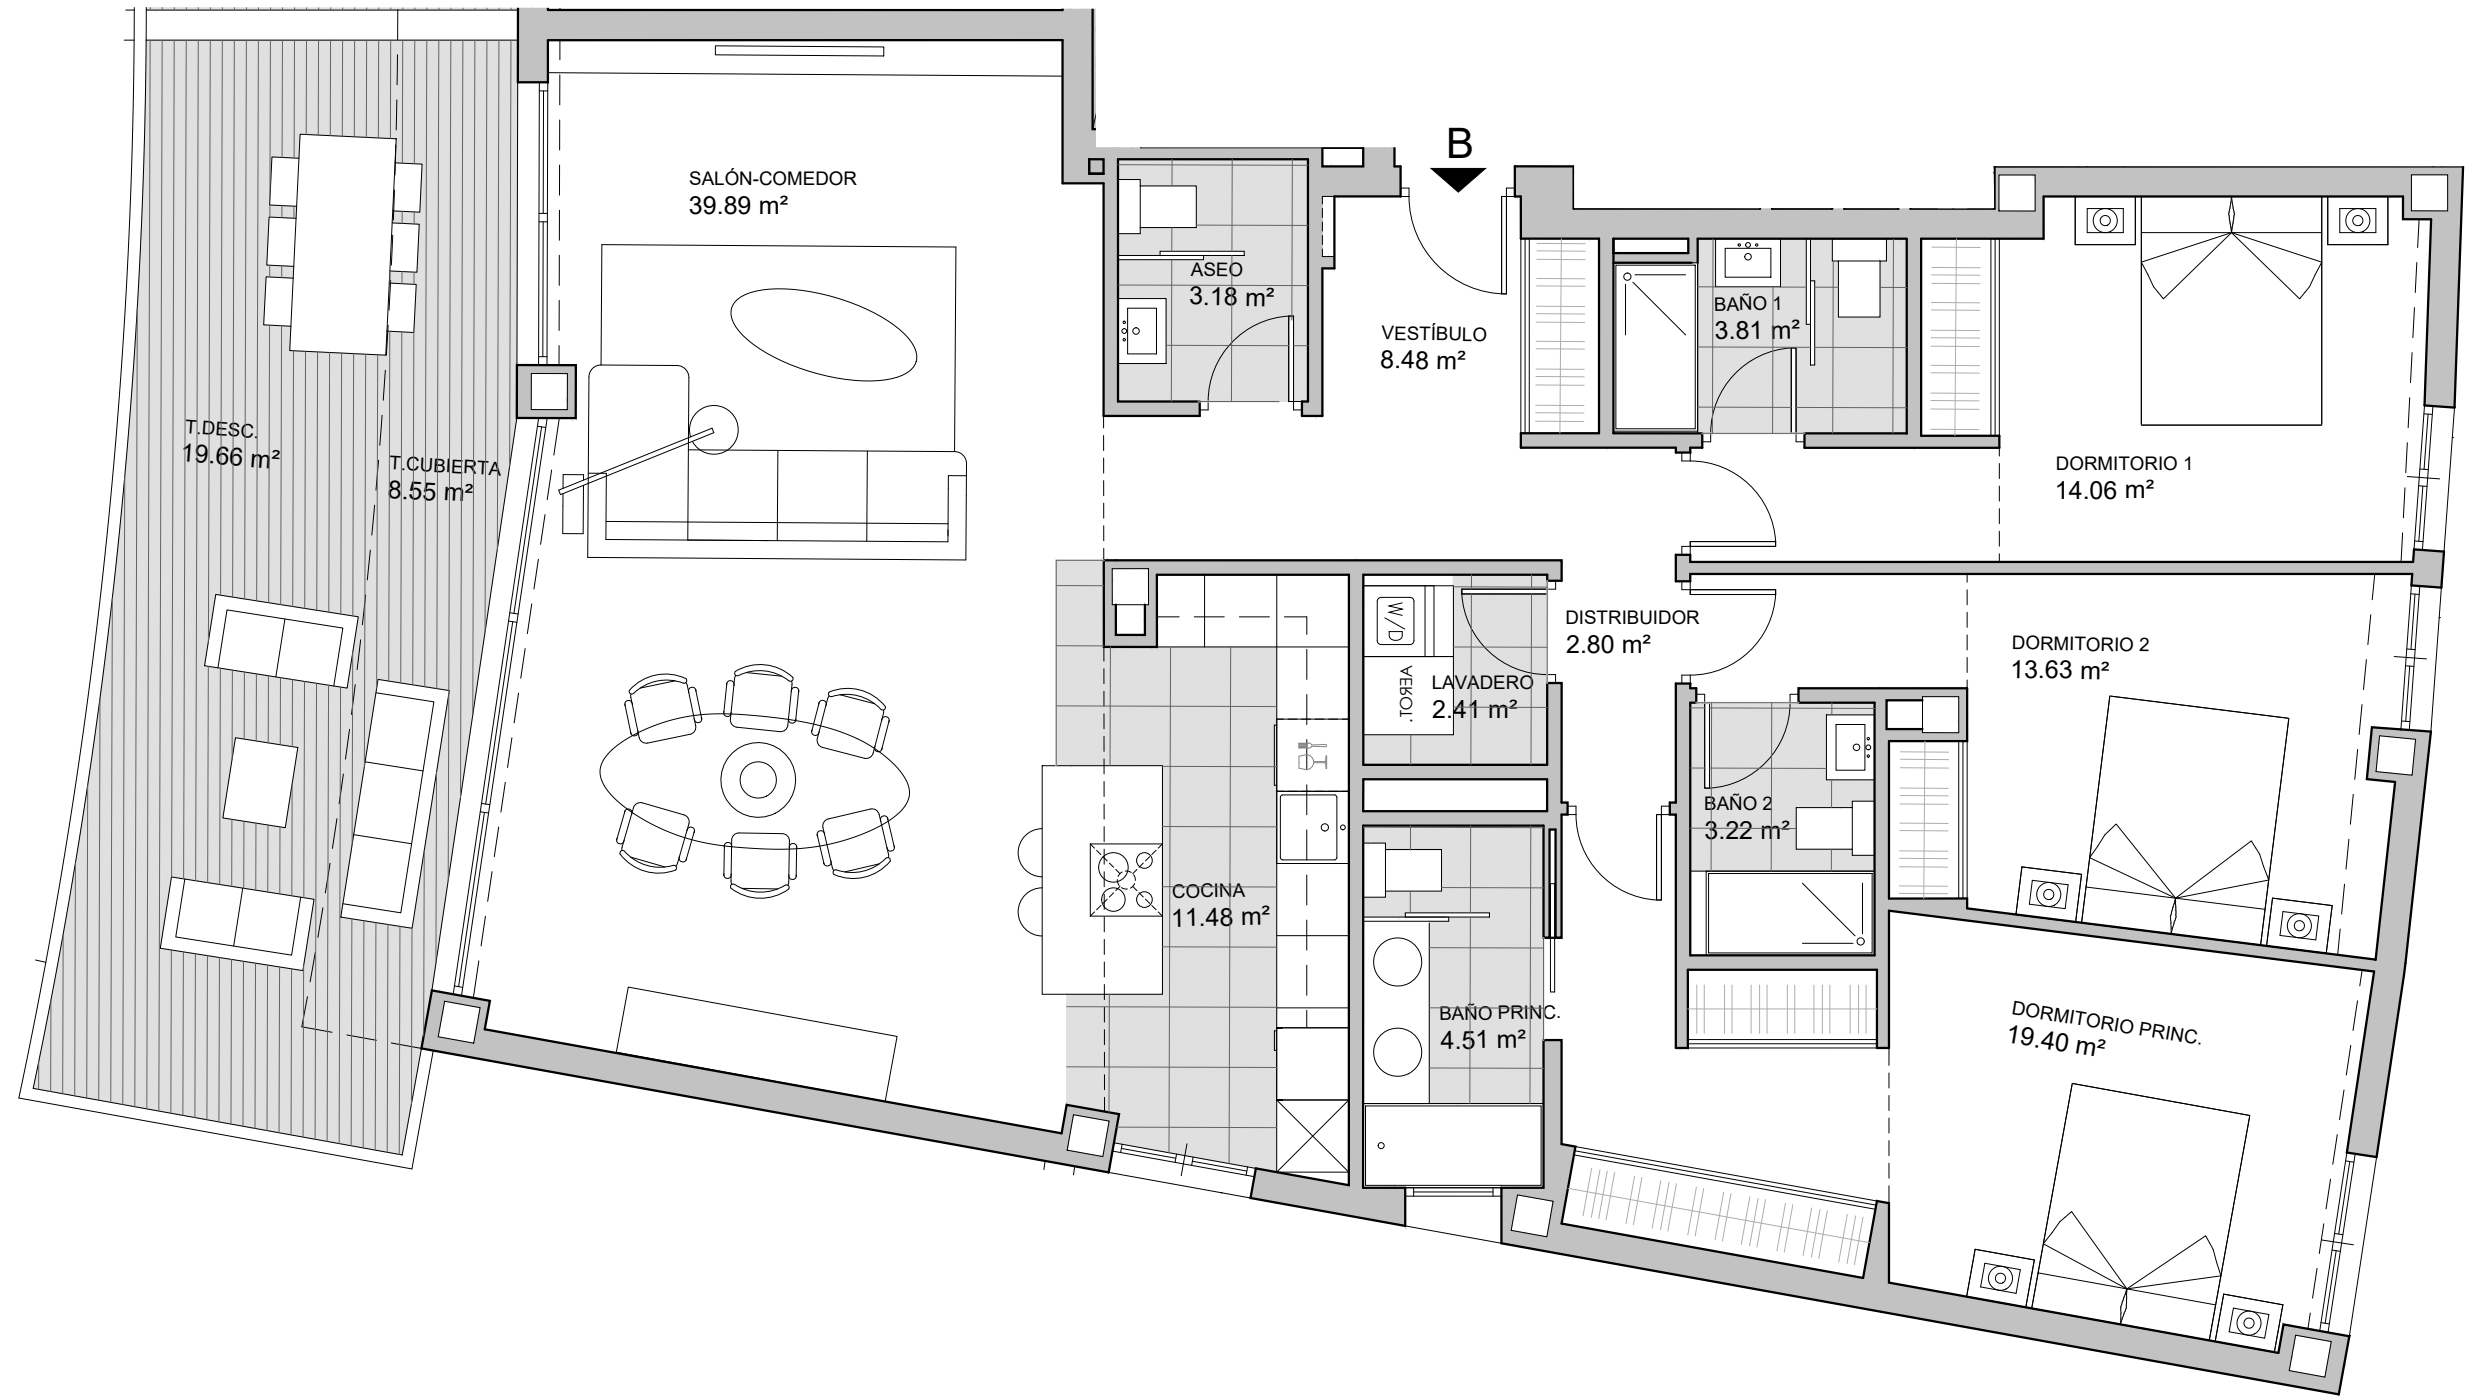 B
SALÓN-COMEDOR
39.89 m²
ASEO
3.18 m²
VESTÍBULO
8.48 m²
BAÑO 1
3.81 m²
DORMITORIO 1
14.06 m²
T.DESC.
19.66 m²
T.CUBIERTA
8.55 m²
W/D
AEROT.
LAVADERO
2.41 m²
DISTRIBUIDOR
2.80 m²
DORMITORIO 2
13.63 m²
BAÑO 2
3.22 m²
COCINA
11.48 m²
BAÑO PRINC.
4.51 m²
DORMITORIO PRINC.
19.40 m²